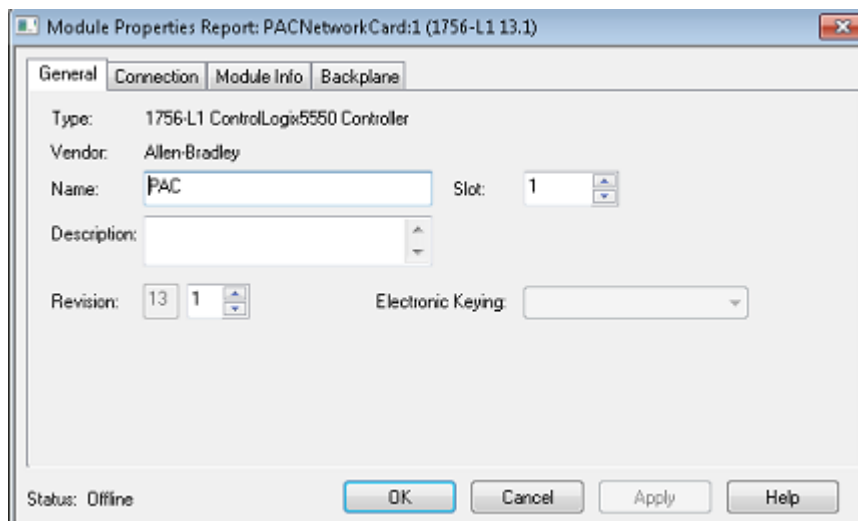 Module Properties Report: PACNetworkCard:1 (1756-L1 13.1)
General Connection Module Info Backplane
Type: 1756-L1 ControlLogix5550 Controller
Vendor: Allen-Bradley
Name: PAC Slot: 1
Description:
Revision: 13 1 Electronic Keying:
Status: Offline OK Cancel Apply Help